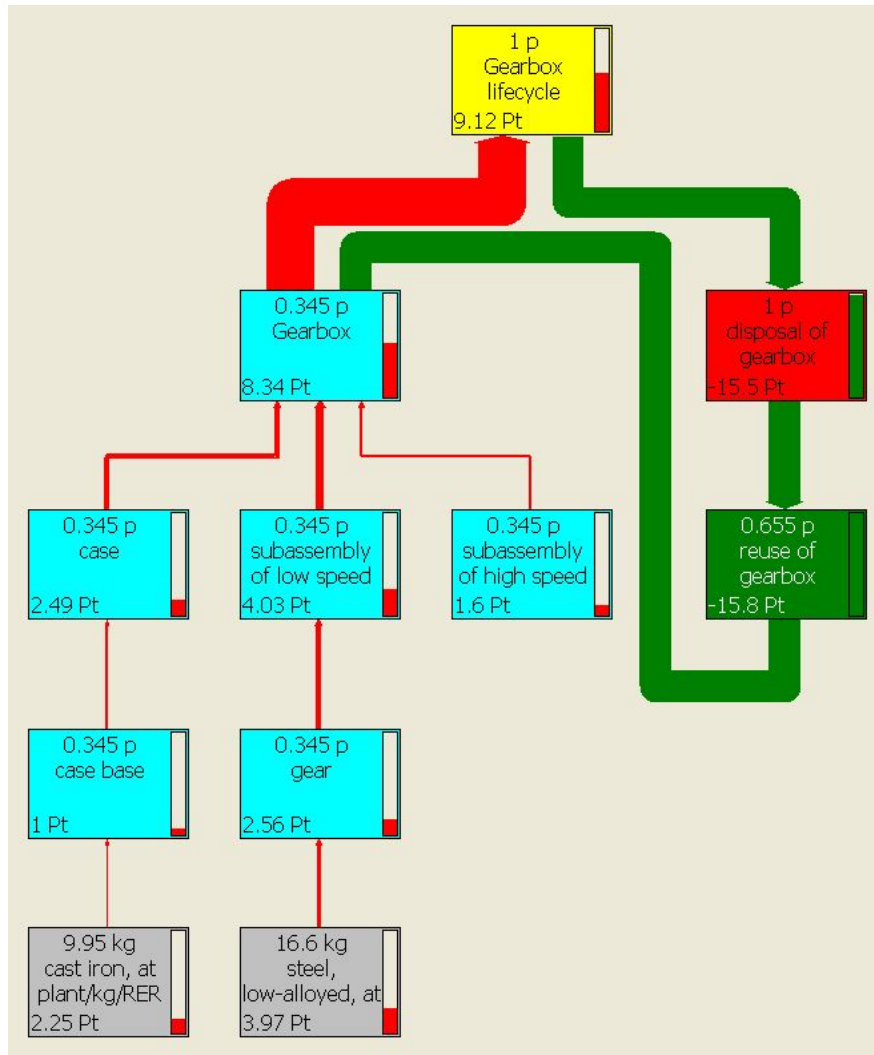 1 p
Gearbox
lifecycle
9.12 Pt
0.345 p
Gearbox
8.34 Pt
1 p
disposal of
gearbox
-15.5 Pt
0.345 p
case
2.49 Pt
0.345 p
subassembly
of low speed
4.03 Pt
0.345 p
subassembly
of high speed
1.6 Pt
0.655 p
reuse of
gearbox
-15.8 Pt
0.345 p
case base
1 Pt
0.345 p
gear
2.56 Pt
9.95 kg
cast iron, at
plant/kg/RER
2.25 Pt
16.6 kg
steel,
low-alloyed, at
3.97 Pt